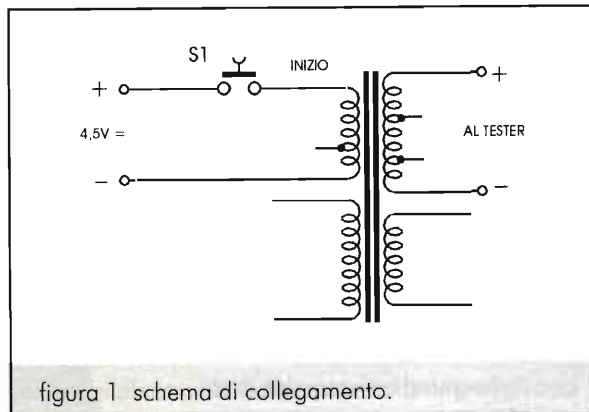 S1
INIZIO
+
+
4,5V =
AL TESTER
−
−
figura 1 schema di collegamento.